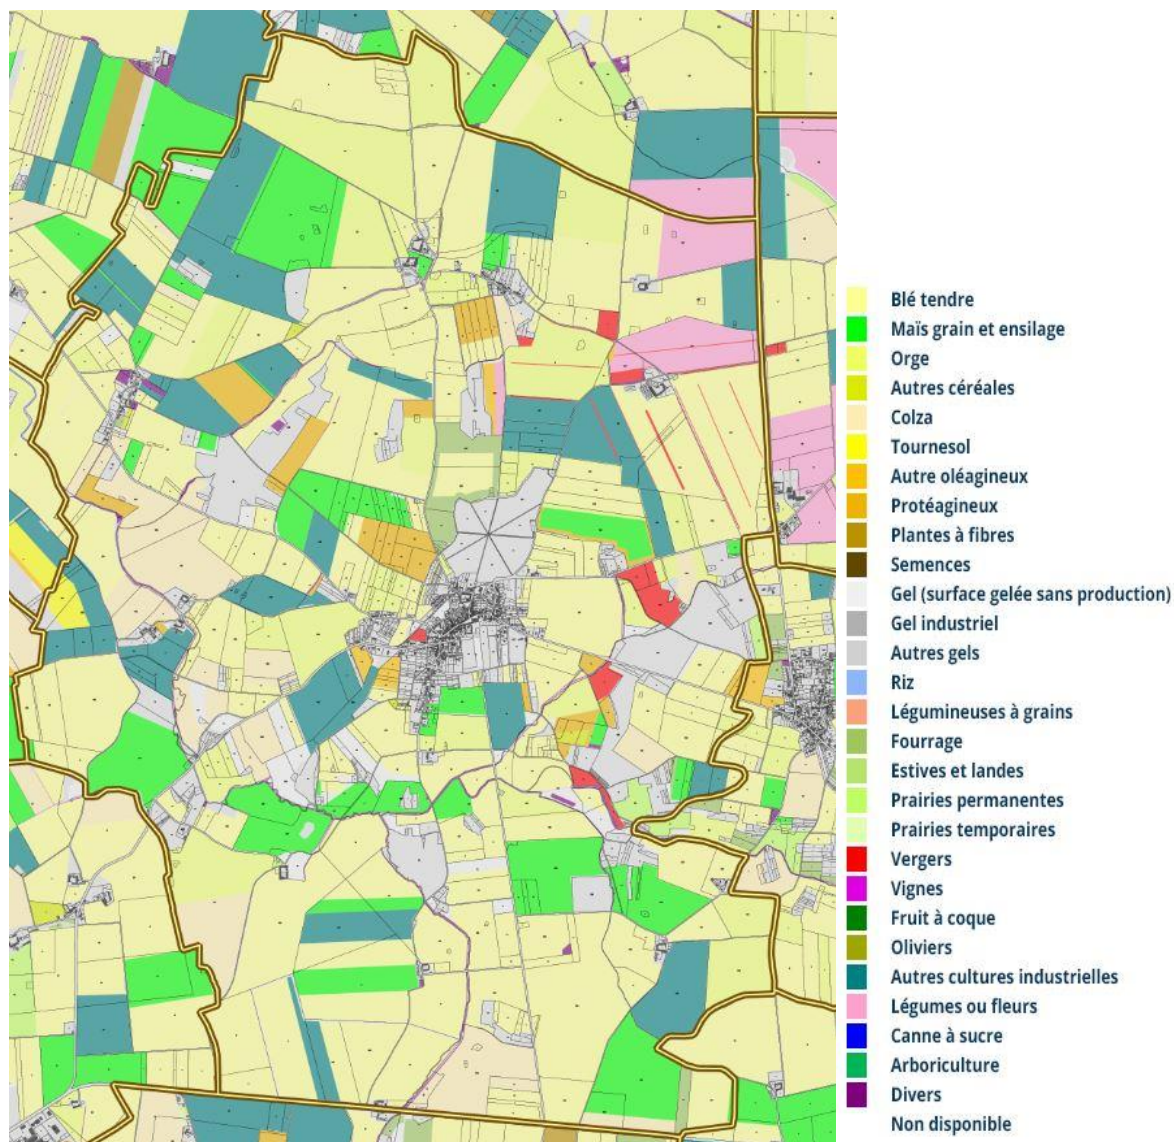 Blé tendre
Maïs grain et ensilage
Orge
Autres céréales
Colza
Tournesol
Autre oléagineux
Protéagineux
Plantes à fibres
Semences
Gel (surface gelée sans production)
Gel industriel
Autres gels
Riz
Légumineuses à grains
Fourrage
Estives et landes
Prairies permanentes
Prairies temporaires
Vergers
Vignes
Fruit à coque
Oliviers
Autres cultures industrielles
Légumes ou fleurs
Canne à sucre
Arboriculture
Divers
Non disponible